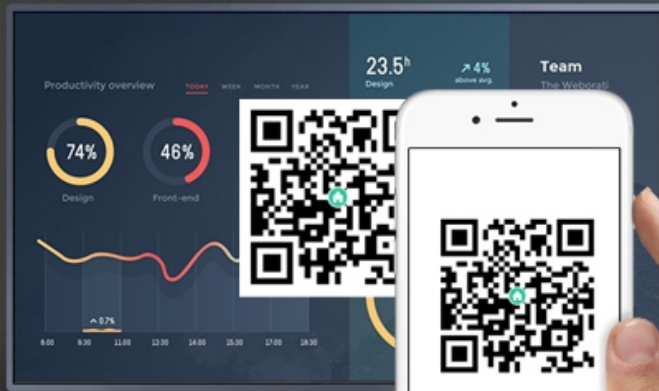 23.5h
4%
above avg.
Design
Team
The Weborati
Productivity overview
TODAY WEEK MONTH YEAR
74%
46%
Design
Front-end
0.7%
8:00 9:30 11:00 12:30 14:00 15:30 17:00 18:30